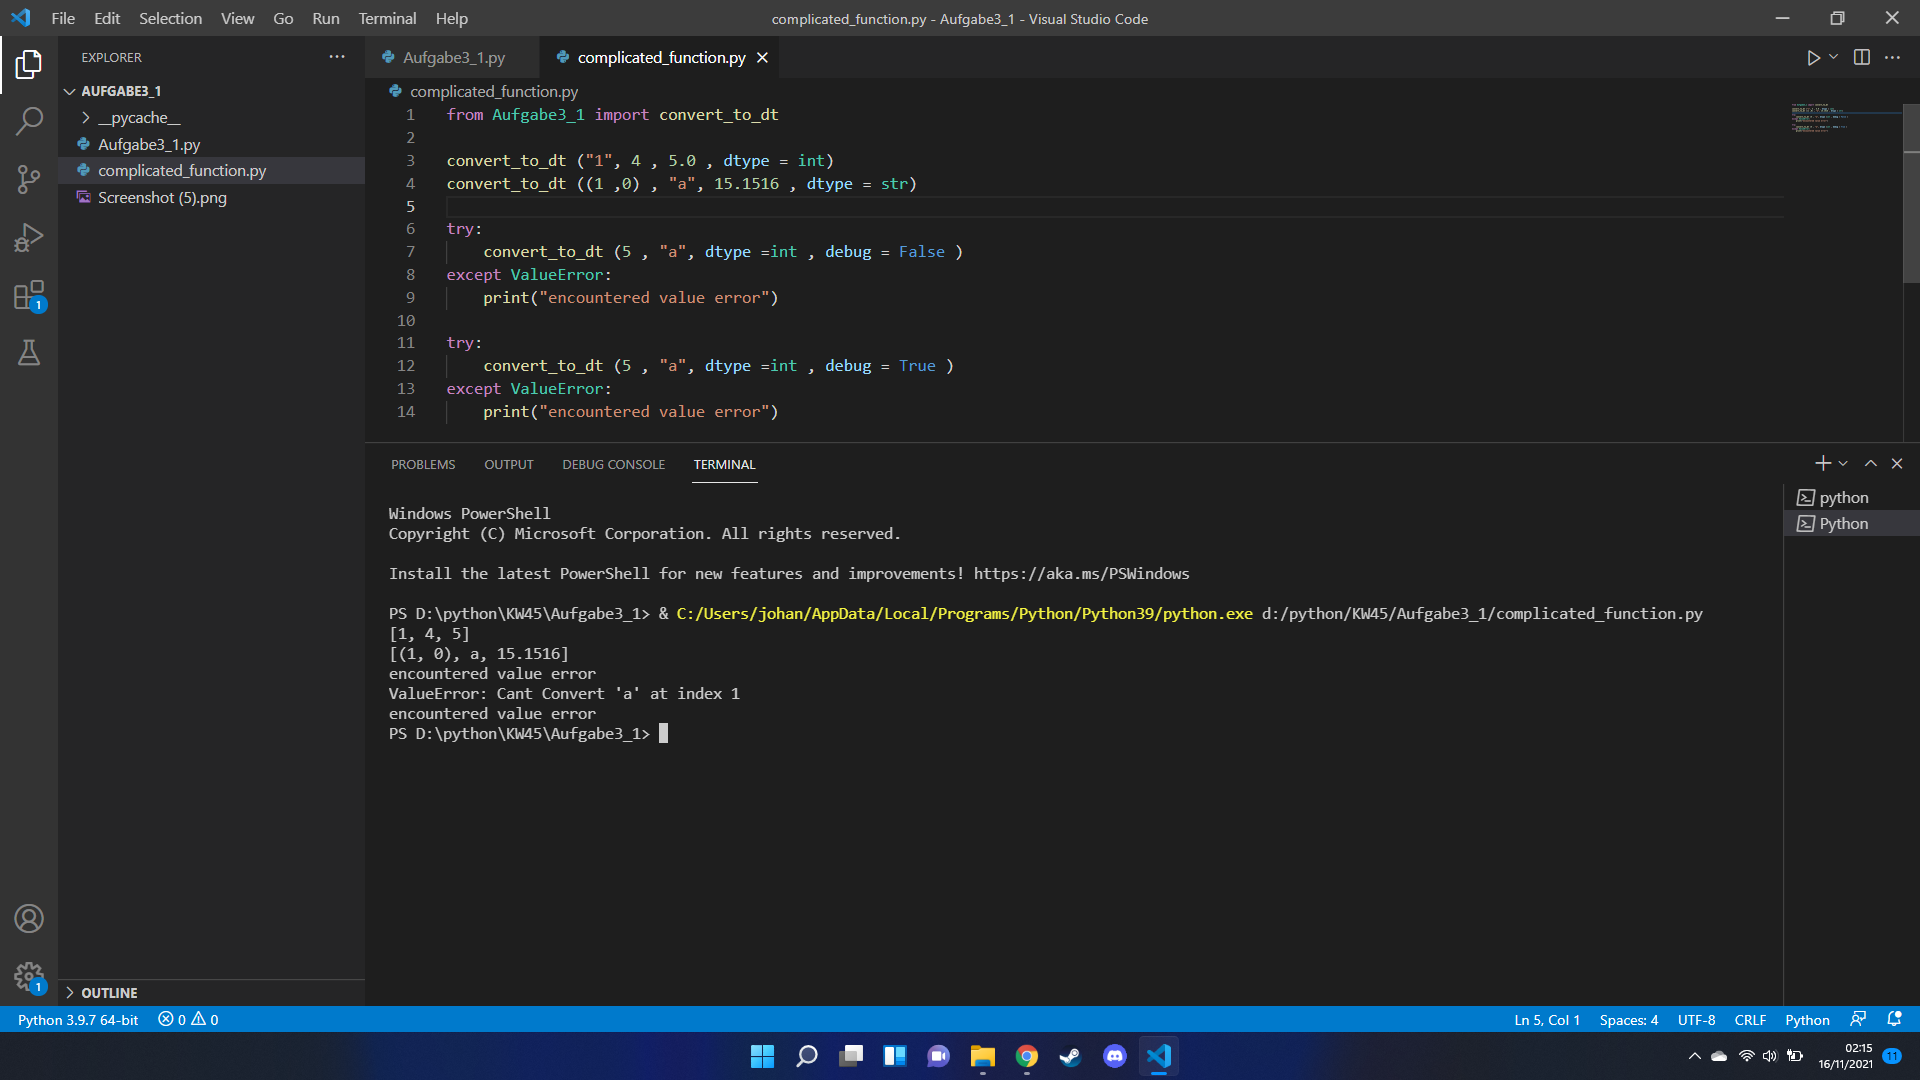 File Edit Selection View Go Run Terminal Help
complicated_function.py - Aufgabe3_1 - Visual Studio Code
EXPLORER
AUFGABE3_1
__pycache__
Aufgabe3_1.py
complicated_function.py
Screenshot (5).png
OUTLINE
1
1
Aufgabe3_1.py
complicated_function.py
complicated_function.py
1 from Aufgabe3_1 import convert_to_dt
2
3 convert_to_dt ("1", 4 , 5.0 , dtype = int)
4 convert_to_dt ((1 ,0) , "a", 15.1516 , dtype = str)
5
6 try:
7 convert_to_dt (5 , "a", dtype =int , debug = False )
8 except ValueError:
9 print("encountered value error")
10
11 try:
12 convert_to_dt (5 , "a", dtype =int , debug = True )
13 except ValueError:
14 print("encountered value error")
PROBLEMS OUTPUT DEBUG CONSOLE TERMINAL
Windows PowerShell
Copyright (C) Microsoft Corporation. All rights reserved.
Install the latest PowerShell for new features and improvements! https://aka.ms/PSWindows
PS D:\python\KW45\Aufgabe3_1> & C:/Users/johan/AppData/Local/Programs/Python/Python39/python.exe d:/python/KW45/Aufgabe3_1/complicated_function.py
[1, 4, 5]
[(1, 0), a, 15.1516]
encountered value error
ValueError: Cant Convert 'a' at index 1
encountered value error
PS D:\python\KW45\Aufgabe3_1>
python
Python
Python 3.9.7 64-bit 0 0
Ln 5, Col 1 Spaces: 4 UTF-8 CRLF Python
02:15
16/11/2021
11